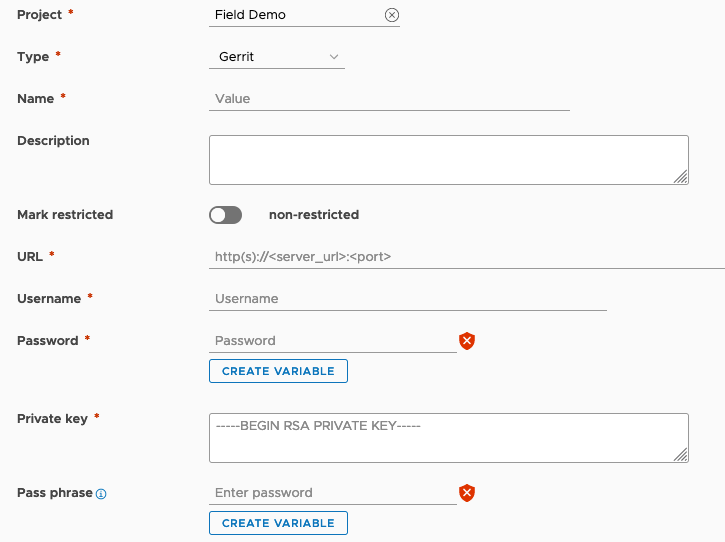 Project * Field Demo
Type * Gerrit
Name * Value
Description
Mark restricted non-restricted
URL * http(s)://<server_url>:<port>
Username * Username
Password * Password
CREATE VARIABLE
Private key * -----BEGIN RSA PRIVATE KEY-----
Pass phrase Enter password
CREATE VARIABLE